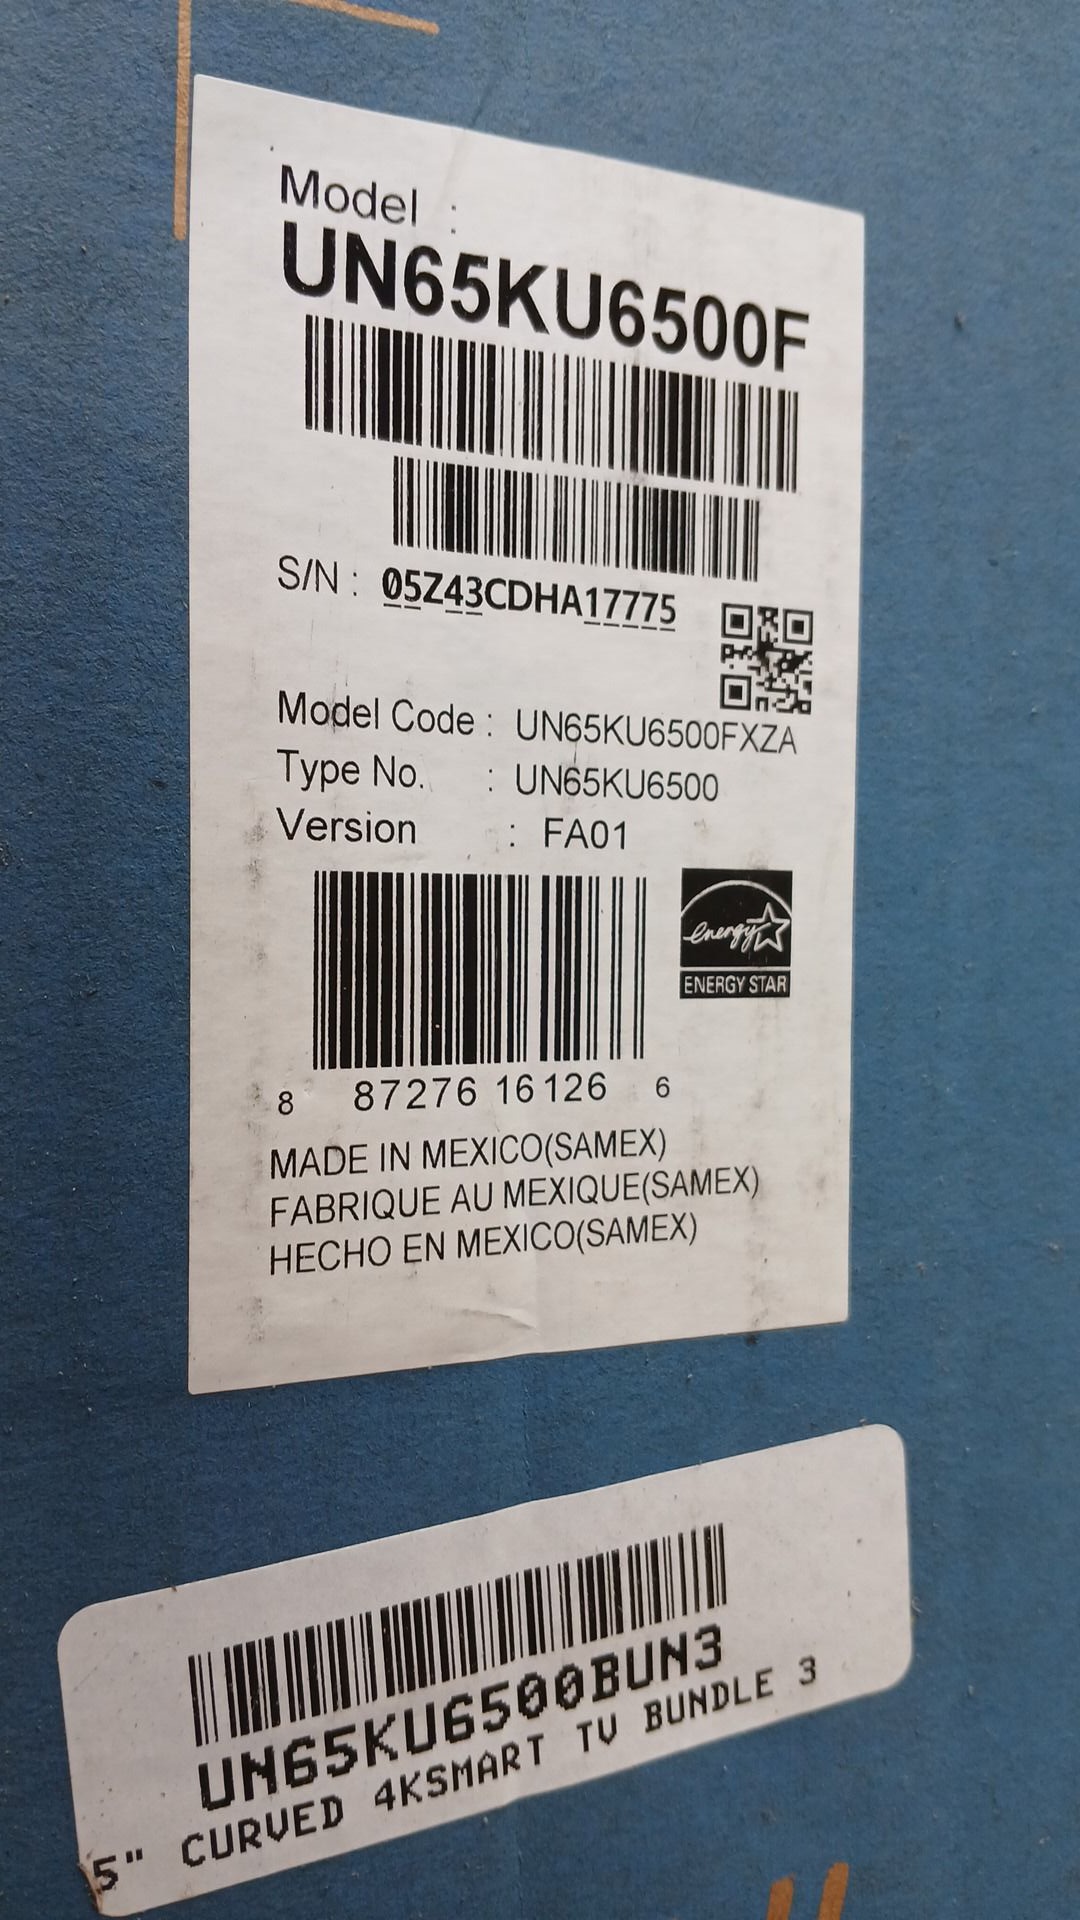 Model :
UN65KU6500F
S/N : 05Z43CDHA17775
Model Code : UN65KU6500FXZA
Type No. : UN65KU6500
Version : FA01
energy
ENERGY STAR
8 87276 16126 6
MADE IN MEXICO(SAMEX)
FABRIQUE AU MEXIQUE(SAMEX)
HECHO EN MEXICO(SAMEX)
UN65KU6500BUN3
5" CURVED 4KSMART TV BUNDLE 3